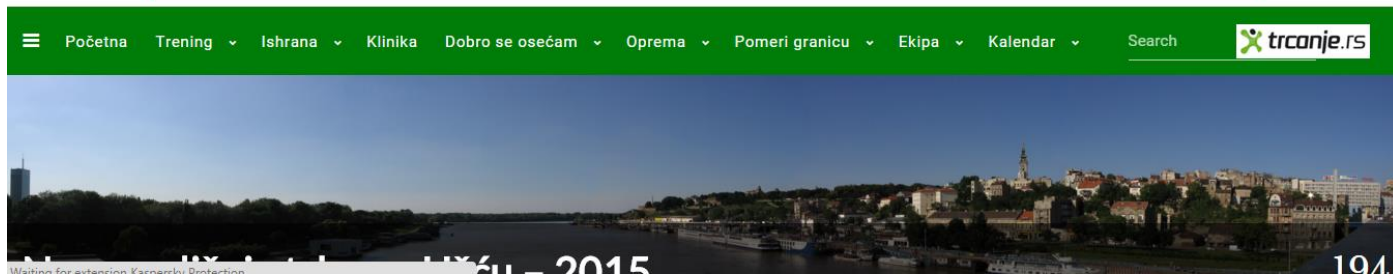 Početna Trening Ishrana Klinika Dobro se osećam Oprema Pomeri granicu Ekipa Kalendar Search trcanje.rs
– 2015
194
Waiting for extension Kaspersky Protection